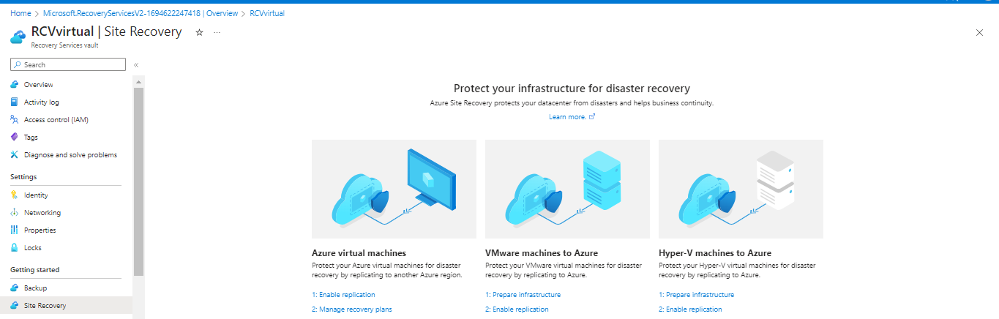 Home > Microsoft.RecoveryServicesV2-1694622247418 | Overview > RCVvirtual
RCVvirtual | Site Recovery
Recovery Services vault
Search
Overview
Activity log
Access control (IAM)
Tags
Diagnose and solve problems
Settings
Identity
Networking
Properties
Locks
Getting started
Backup
Site Recovery
Protect your infrastructure for disaster recovery
Azure Site Recovery protects your datacenter from disasters and helps business continuity.
Learn more.
Azure virtual machines
Protect your Azure virtual machines for disaster
recovery by replicating to another Azure region.
1: Enable replication
2: Manage recovery plans
VMware machines to Azure
Protect your VMware virtual machines for disaster
recovery by replicating to Azure.
1: Prepare infrastructure
2: Enable replication
Hyper-V machines to Azure
Protect your Hyper-V virtual machines for disaster
recovery by replicating to Azure.
1: Prepare infrastructure
2: Enable replication